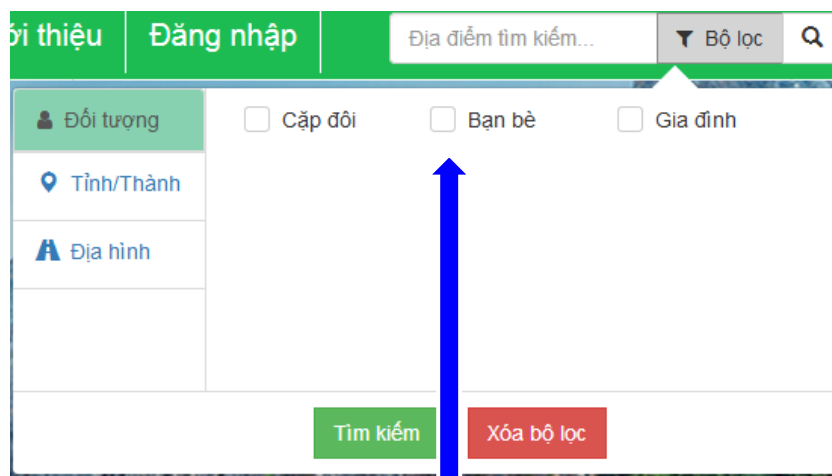 ới thiệu Đăng nhập Địa điểm tìm kiếm... Bộ lọc
Đối tượng Cặp đôi Bạn bè Gia đình
Tỉnh/Thành
Địa hình
Tìm kiếm Xóa bộ lọc